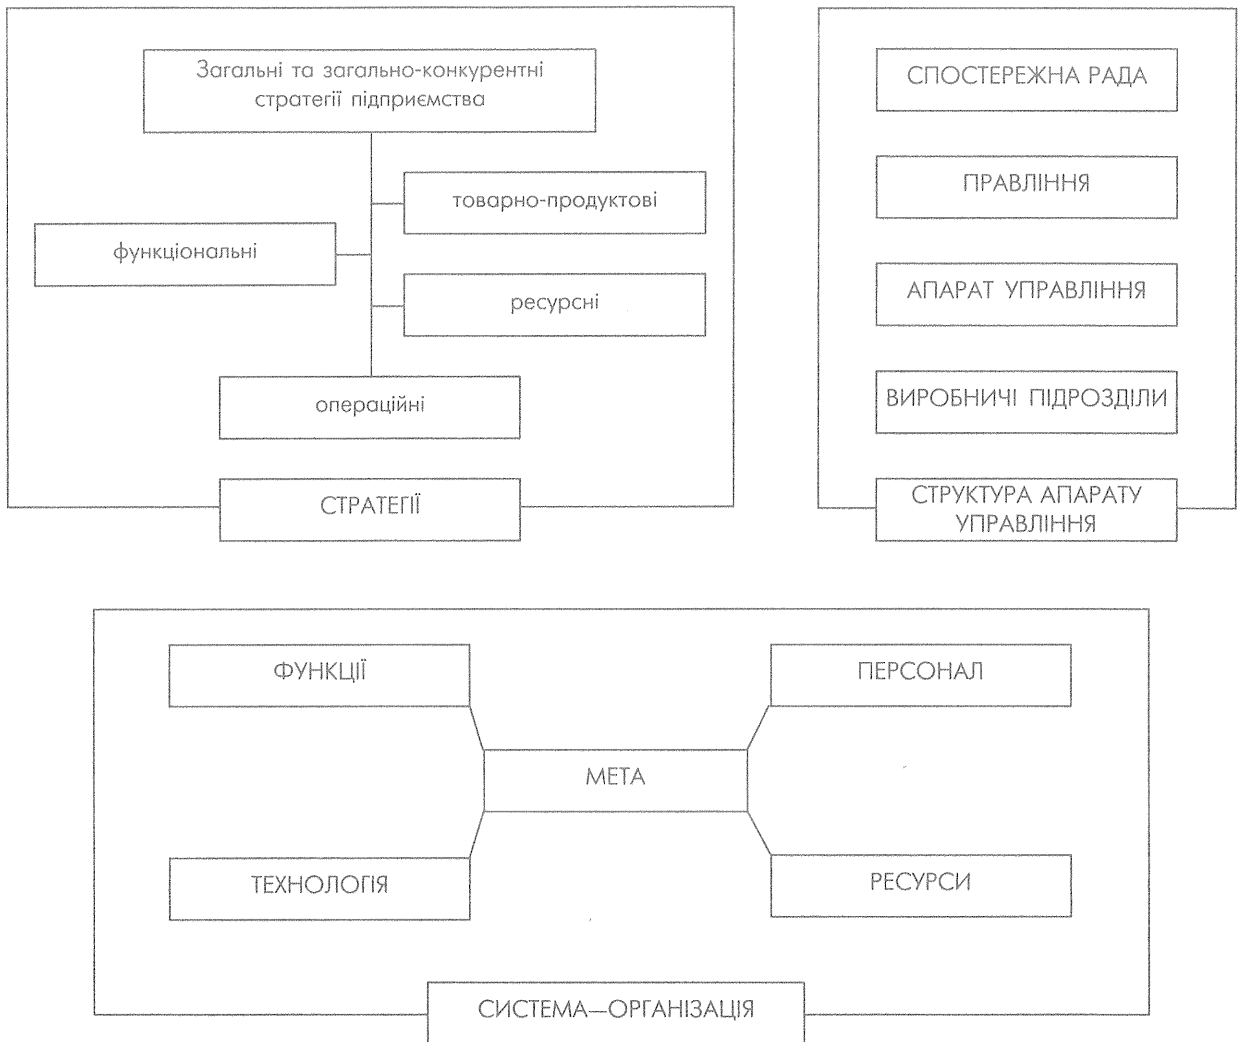 Загальні та загально-конкурентні
стратегії підприємства
товарно-продуктові
функціональні
ресурсні
операційні
СТРАТЕГІЇ
СПОСТЕРЕЖНА РАДА
ПРАВЛІННЯ
АПАРАТ УПРАВЛІННЯ
ВИРОБНИЧІ ПІДРОЗДІЛИ
СТРУКТУРА АПАРАТУ
УПРАВЛІННЯ
ФУНКЦІЇ
ПЕРСОНАЛ
МЕТА
ТЕХНОЛОГІЯ
РЕСУРСИ
СИСТЕМА—ОРГАНІЗАЦІЯ